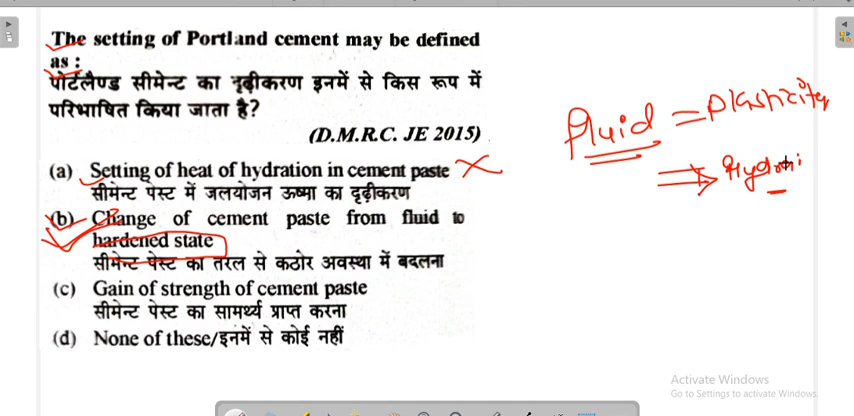 The setting of Portland cement may be defined
as :
पोर्टलैण्ड सीमेन्ट का दृढ़ीकरण इनमें से किस रूप में
परिभाषित किया जाता है?
(D.M.R.C. JE 2015)
(a) Setting of heat of hydration in cement paste
सीमेन्ट पेस्ट में जलयोजन ऊष्मा का दृढ़ीकरण
(b) Change of cement paste from fluid to
hardened state
सीमेन्ट पेस्ट का तरल से कठोर अवस्था में बदलना
(c) Gain of strength of cement paste
सीमेन्ट पेस्ट का सामर्थ्य प्राप्त करना
(d) None of these/इनमें से कोई नहीं
fluid =
Activate Windows
Go to Settings to activate Windows.